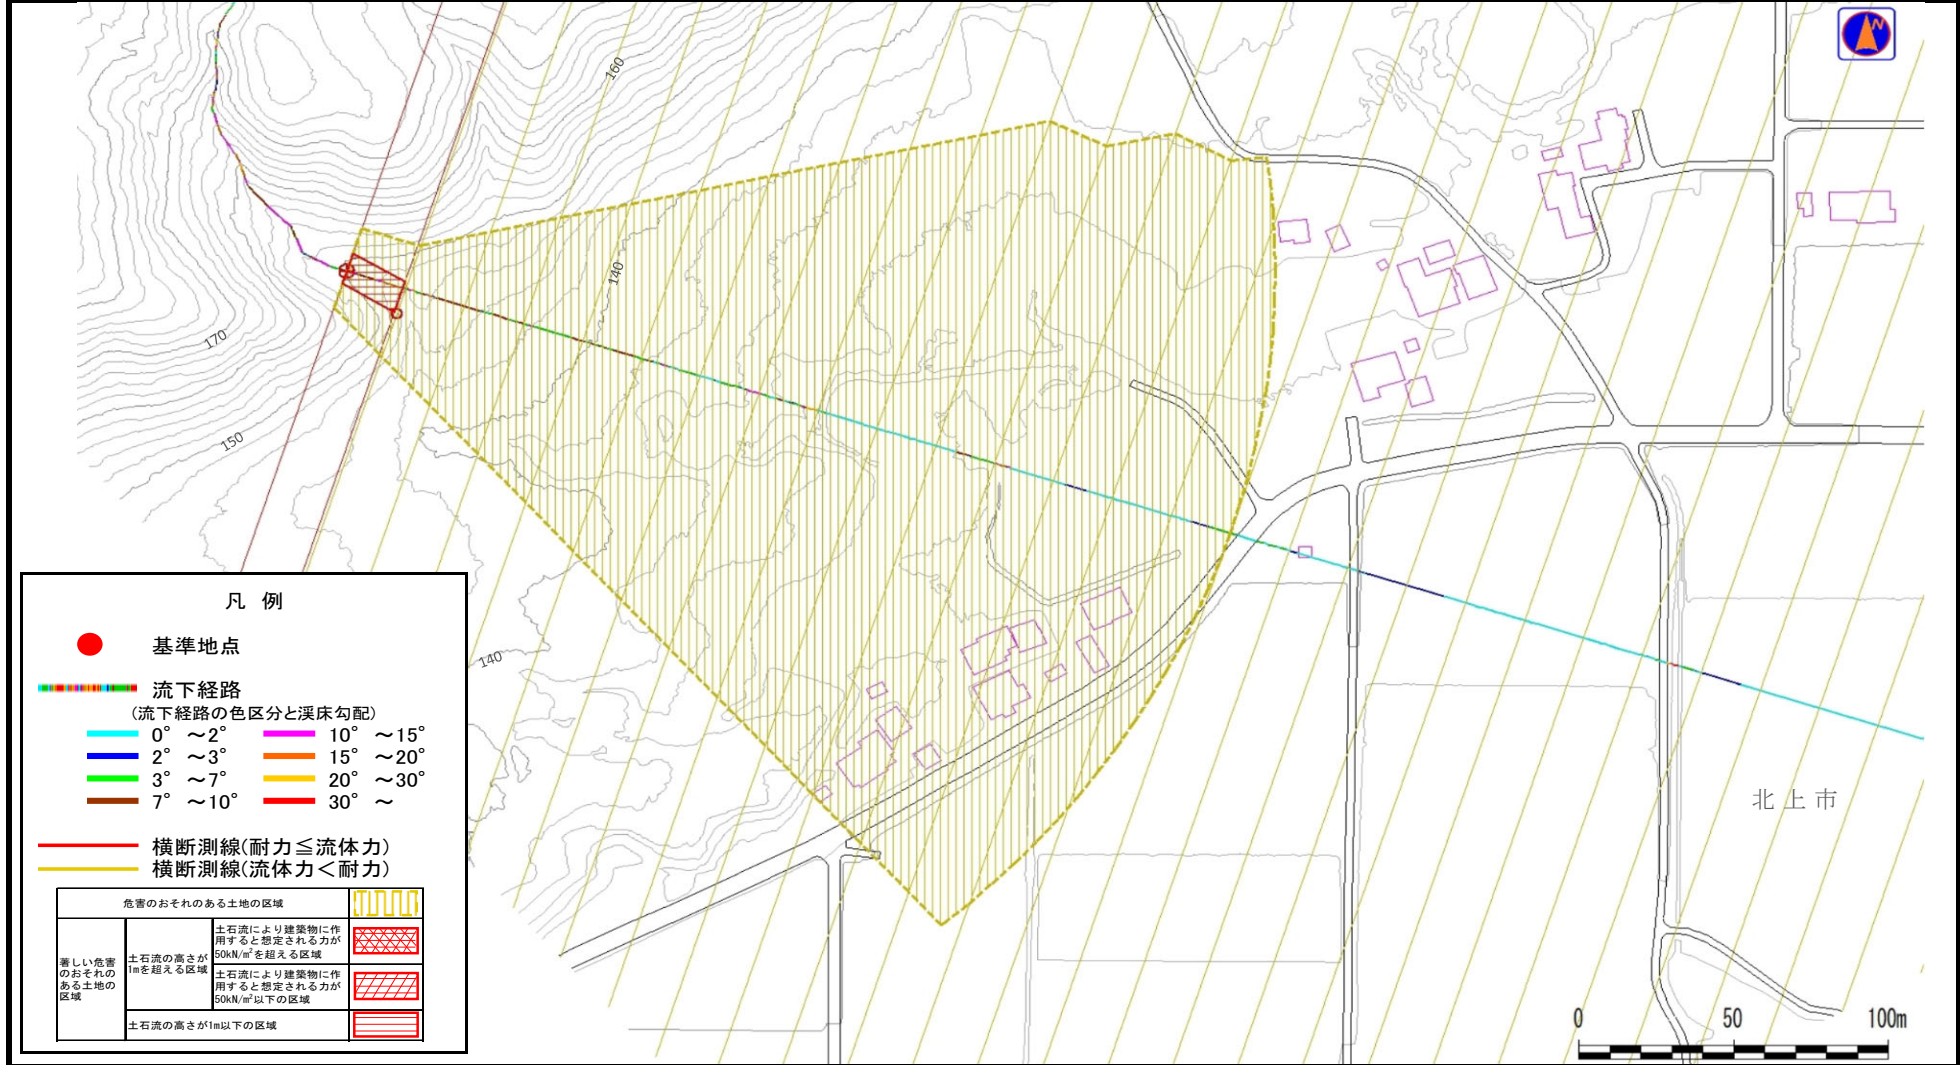 N
160
140
170
150
140
北上市
0 50 100m
凡 例
基準地点
流下経路
(流下経路の色区分と渓床勾配)
0° ～2° 10° ～15°
2° ～3° 15° ～20°
3° ～7° 20° ～30°
7° ～10° 30° ～
横断測線(耐力≦流体力)
横断測線(流体力＜耐力)
危害のおそれのある土地の区域
著しい危害
のおそれの
ある土地の
区域
土石流の高さが
1mを超える区域
土石流により建築物に作
用すると想定される力が
50kN/m²を超える区域
土石流により建築物に作
用すると想定される力が
50kN/m²以下の区域
土石流の高さが1m以下の区域